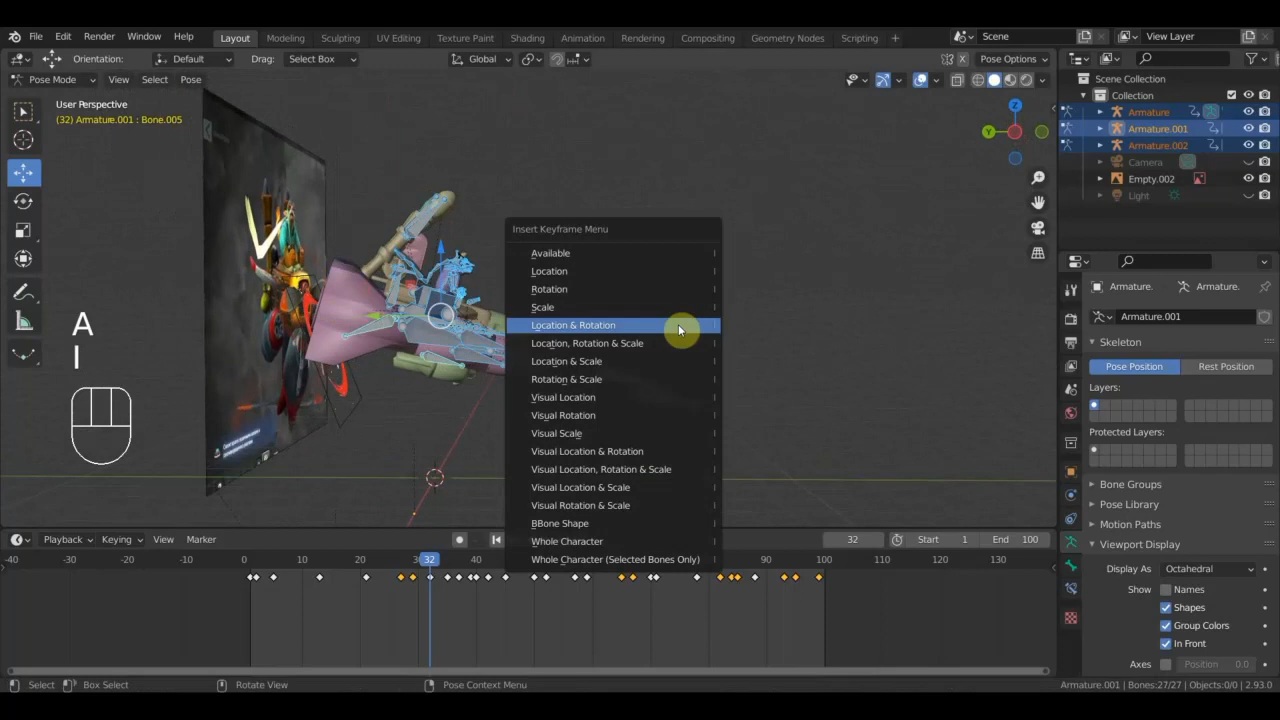 File Edit Render Window Help Layout Modeling Sculpting UV Editing Texture Paint Shading Animation Rendering Compositing Geometry Nodes Scripting + Scene View Layer
Orientation: Default Drag: Select Box Global X Pose Options
Pose Mode View Select Pose
User Perspective
(32) Armature.001 : Bone.005
Z
Y
A
I
Insert Keyframe Menu
Available I
Location I
Rotation I
Scale I
Location & Rotation I
Location, Rotation & Scale I
Location & Scale I
Rotation & Scale I
Visual Location I
Visual Rotation I
Visual Scale I
Visual Location & Rotation I
Visual Location, Rotation & Scale I
Visual Location & Scale I
Visual Rotation & Scale I
BBone Shape I
Whole Character I
Whole Character (Selected Bones Only) I
Scene Collection
Collection
Armature
Armature.001
Armature.002
Camera
Empty.002
Light
Armature. Armature.
Armature.001
Skeleton
Pose Position Rest Position
Layers:
Protected Layers:
Bone Groups
Pose Library
Motion Paths
Viewport Display
Display As Octahedral
Show Names
Shapes
Group Colors
In Front
Axes Position 0.0
Playback Keying View Marker 32 Start 1 End 100
-40 -30 -20 -10 0 10 20 30 32 40 90 100 110 120 130
Select Box Select Rotate View Pose Context Menu Armature.001 | Bones:27/27 | Objects:0/0 | 2.93.0